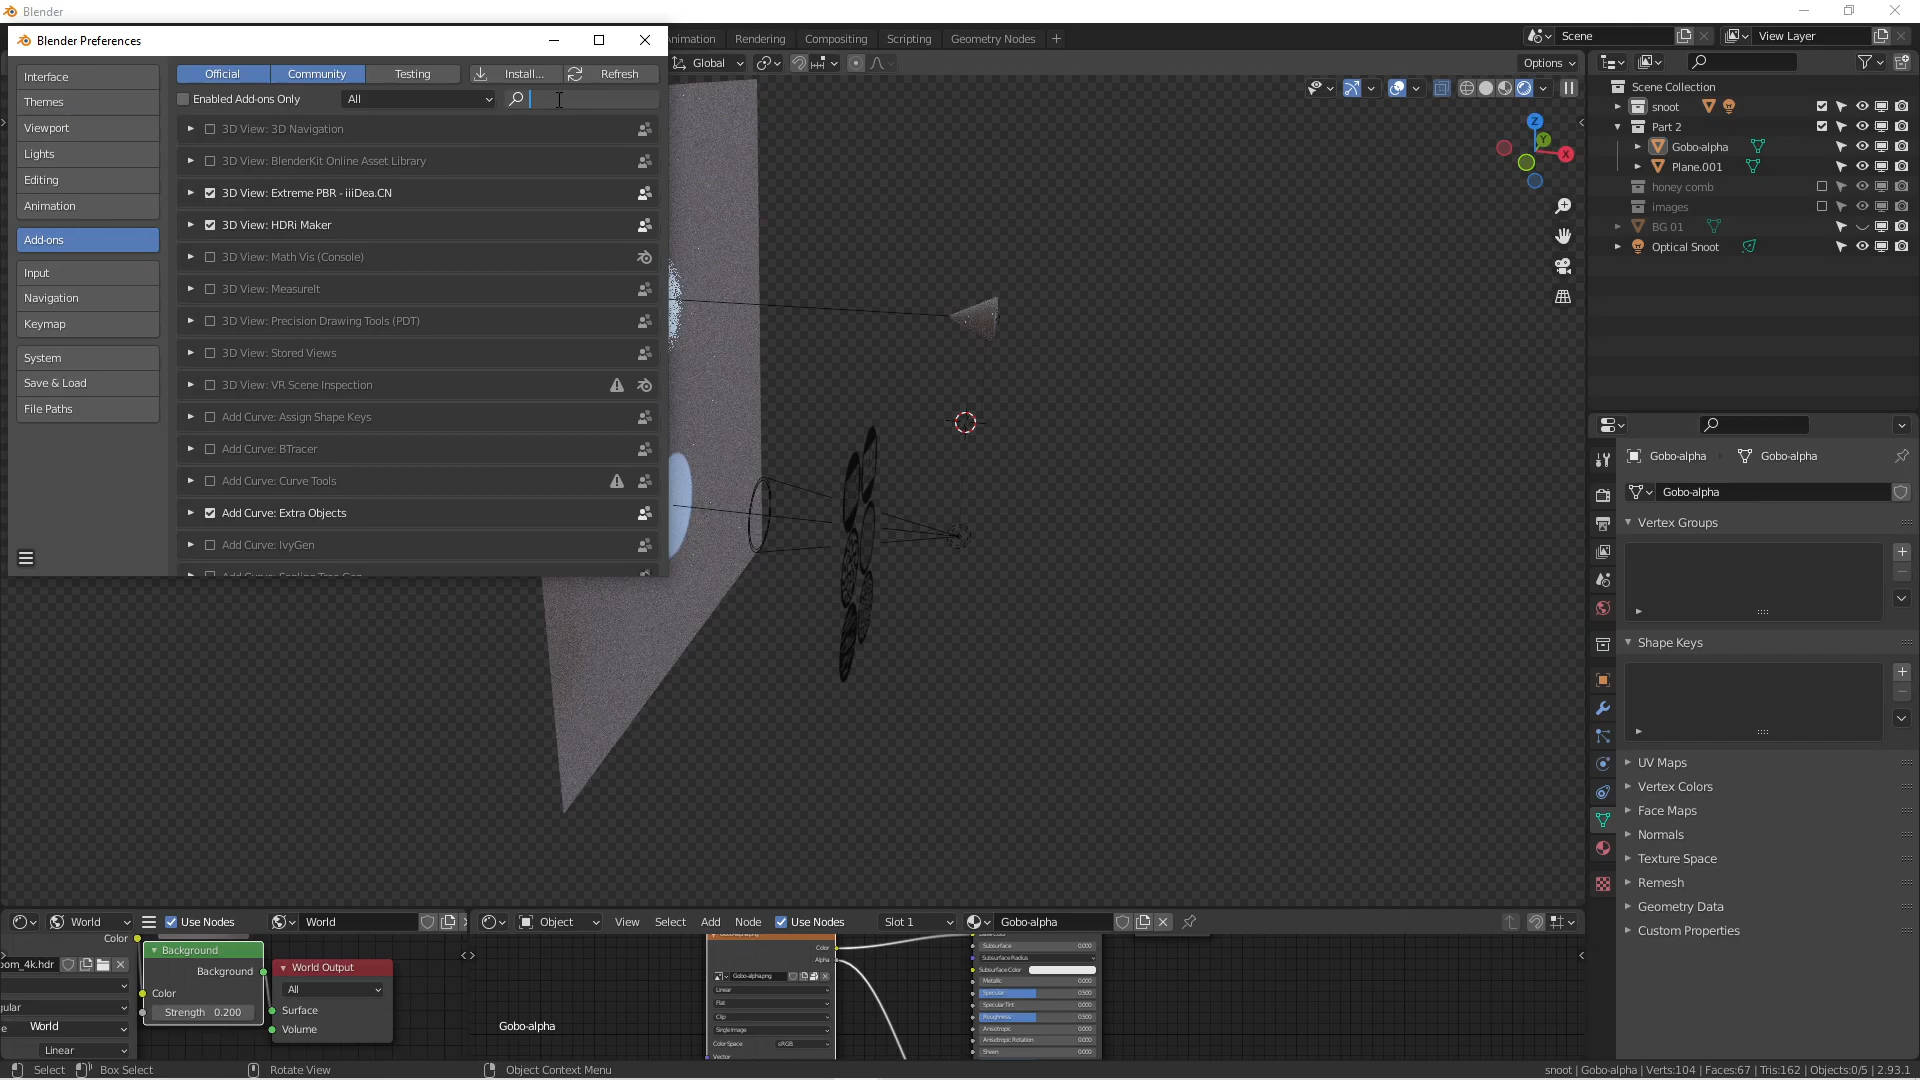 Blender
Blender Preferences
Animation
Rendering
Compositing
Scripting
Geometry Nodes
Scene
View Layer
Interface
Themes
Viewport
Lights
Editing
Animation
Add-ons
Input
Navigation
Keymap
System
Save & Load
File Paths
Official
Community
Testing
Install...
Refresh
Enabled Add-ons Only
All
3D View: 3D Navigation
3D View: BlenderKit Online Asset Library
3D View: Extreme PBR - iiiDea.CN
3D View: HDRi Maker
3D View: Math Vis (Console)
3D View: MeasureIt
3D View: Precision Drawing Tools (PDT)
3D View: Stored Views
3D View: VR Scene Inspection
Add Curve: Assign Shape Keys
Add Curve: BTracer
Add Curve: Curve Tools
Add Curve: Extra Objects
Add Curve: IvyGen
Global
Options
Z
Y
X
Scene Collection
snoot
Part 2
Gobo-alpha
Plane.001
honey comb
images
BG 01
Optical Snoot
Gobo-alpha
Gobo-alpha
Gobo-alpha
Vertex Groups
Shape Keys
UV Maps
Vertex Colors
Face Maps
Normals
Texture Space
Remesh
Geometry Data
Custom Properties
World
Use Nodes
World
Object
View
Select
Add
Node
Use Nodes
Slot 1
Gobo-alpha
Color
oom_4k.hdr
gular
e
World
Linear
Background
Background
Color
Strength 0.200
World Output
All
Surface
Volume
Gobo-alpha
Color
Alpha
Gobo-alpha.png
Linear
Flat
Clip
Single Image
Color Space sRGB
Vector
Subsurface 0.000
Subsurface Radius
Subsurface Color
Metallic 0.000
Specular 0.500
Specular Tint 0.000
Roughness 0.500
Anisotropic 0.000
Anisotropic Rotation 0.000
Sheen 0.000
Select
Box Select
Rotate View
Object Context Menu
snoot | Gobo-alpha | Verts:104 | Faces:67 | Tris:162 | Objects:0/5 | 2.93.1